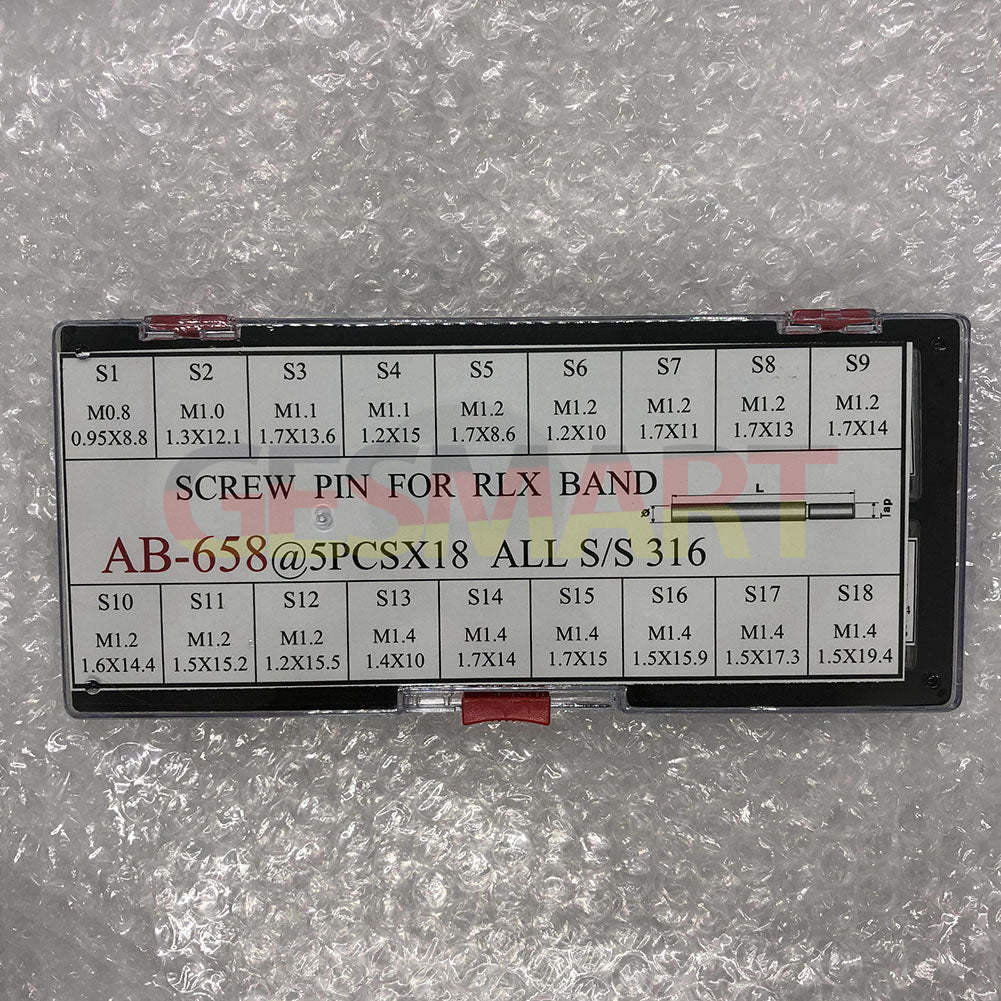 S1 S2 S3 S4 S5 S6 S7 S8 S9
M0.8 M1.0 M1.1 M1.1 M1.2 M1.2 M1.2 M1.2 M1.2
0.95X8.8 1.3X12.1 1.7X13.6 1.2X15 1.7X8.6 1.2X10 1.7X11 1.7X13 1.7X14
SCREW PIN FOR RLX BAND
Ø L Tap
GESMART
AB-658@5PCSX18 ALL S/S 316
S10 S11 S12 S13 S14 S15 S16 S17 S18
M1.2 M1.2 M1.2 M1.4 M1.4 M1.4 M1.4 M1.4 M1.4
1.6X14.4 1.5X15.2 1.2X15.5 1.4X10 1.7X14 1.7X15 1.5X15.9 1.5X17.3 1.5X19.4